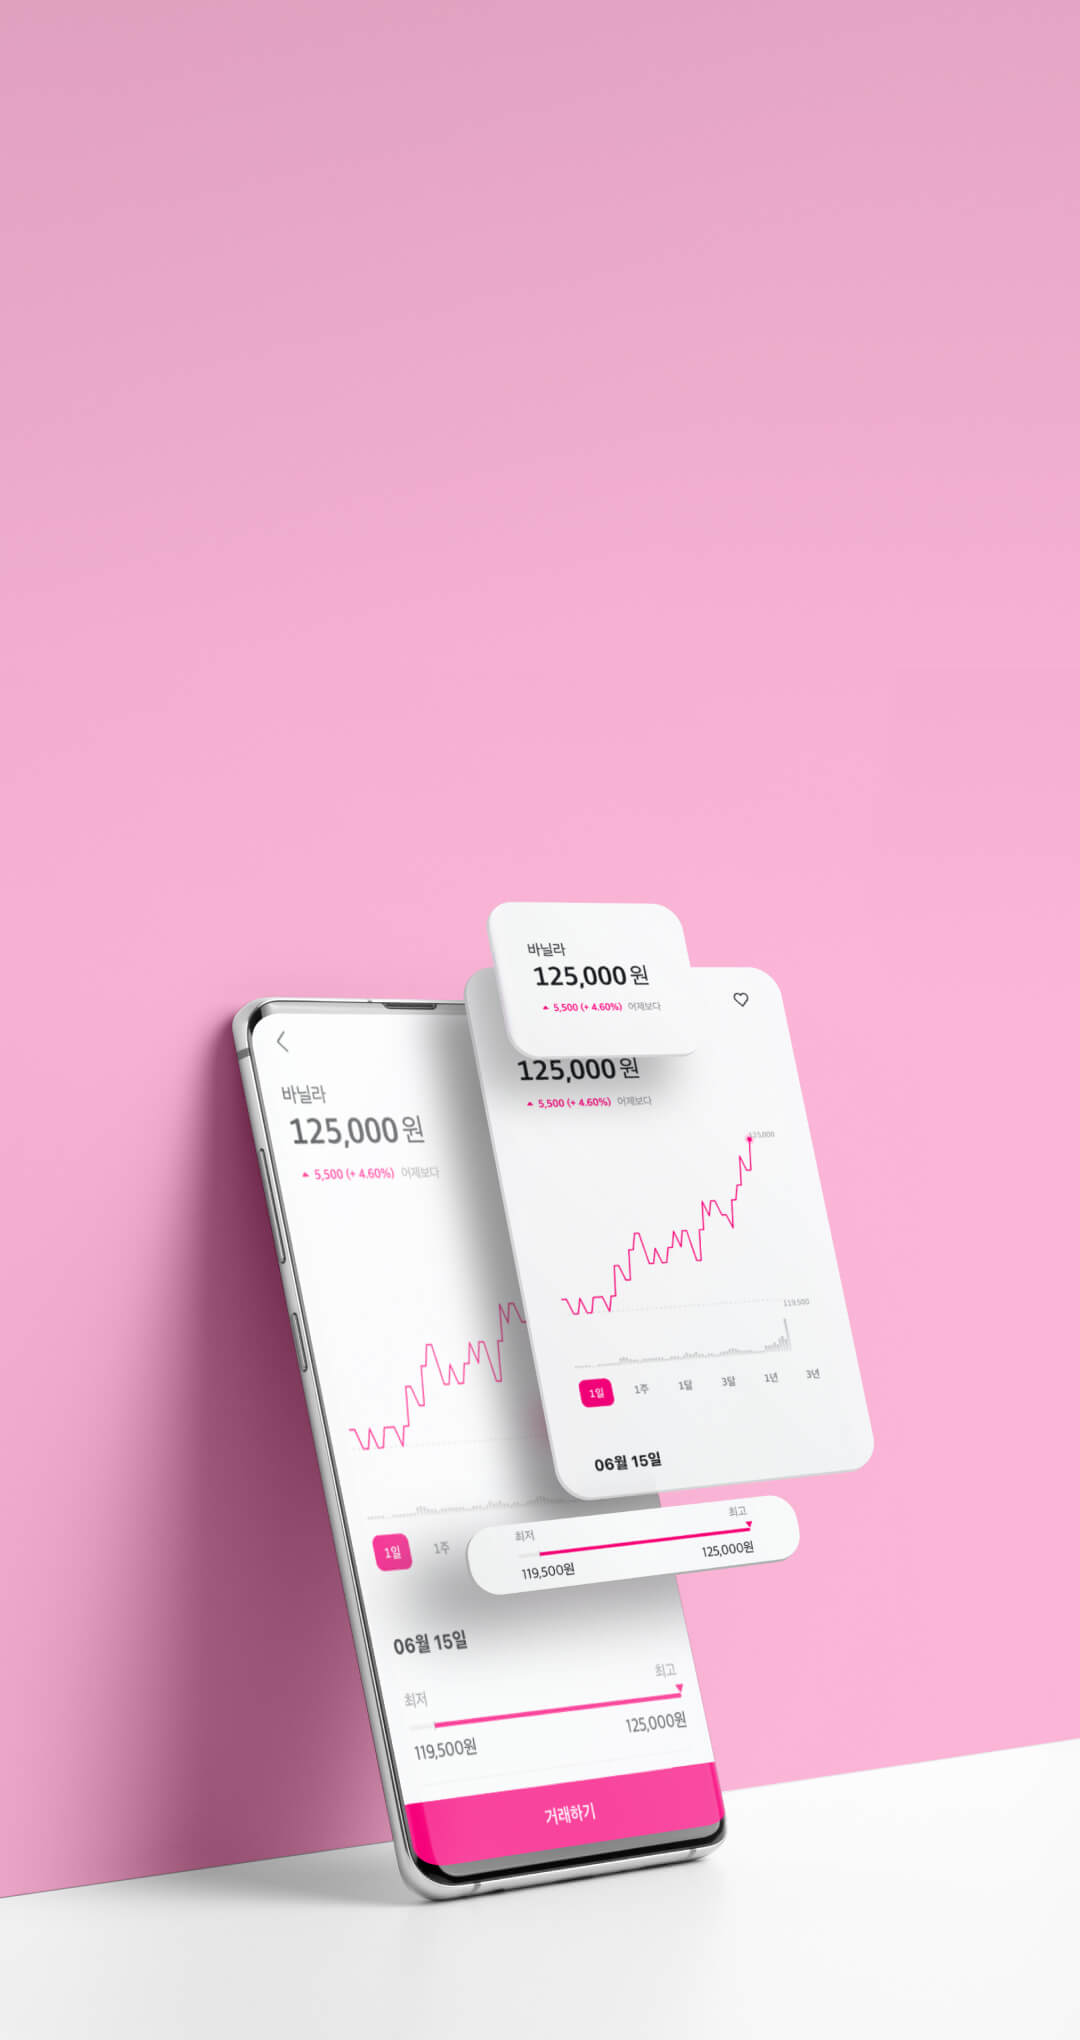 바닐라
125,000원
▲ 5,500 (+ 4.60%) 어제보다
125,000원
▲ 5,500 (+ 4.60%) 어제보다
119,500
1일 1주 1달 3달 1년 3년
06월 15일
최저 최고
119,500원 125,000원
바닐라
125,000원
▲ 5,500 (+ 4.60%) 어제보다
1일 1주
06월 15일
최저 최고
119,500원 125,000원
거래하기